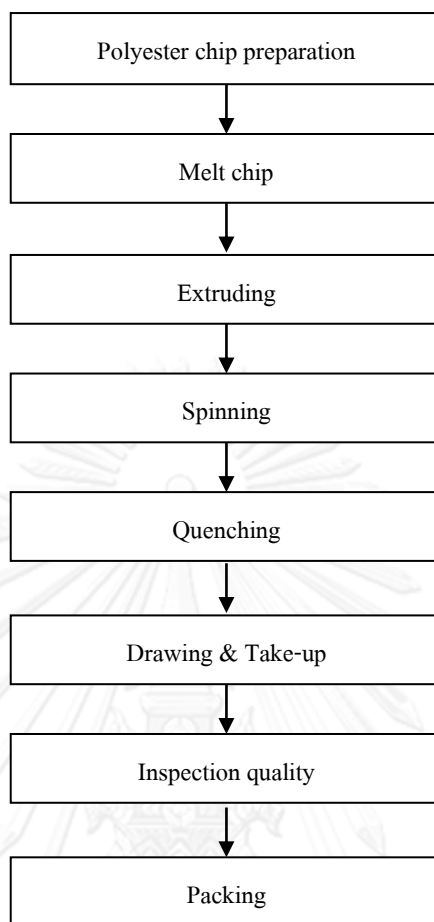 Polyester chip preparation
Melt chip
Extruding
Spinning
Quenching
Drawing & Take-up
Inspection quality
Packing